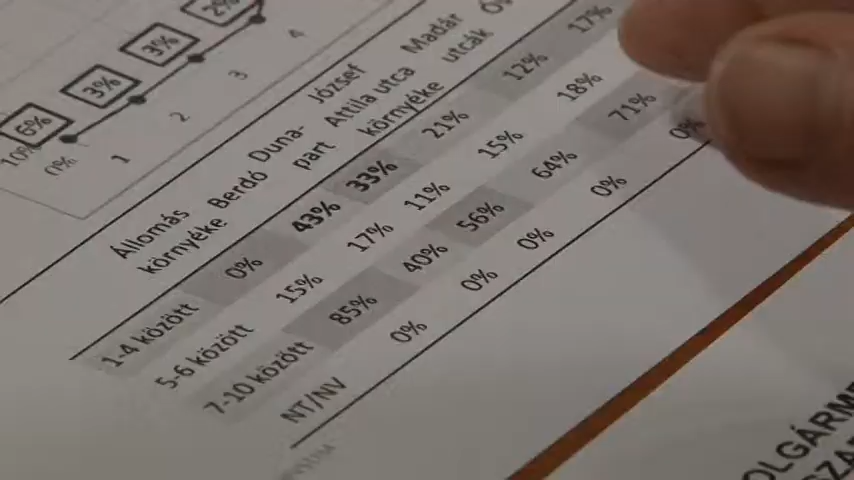 6% 3% 3% 2%
10%
0%
1 2 3 4
József Madár
Állomás Berdó Duna- Attila utca utcák
környéke part környéke
1-4 között 0% 43% 33% 21% 12% 17%
5-6 között 15% 17% 11% 15% 18%
7-10 között 85% 40% 56% 64% 71%
NT/NV 0% 0% 0% 0% 0%
OLGÁRME